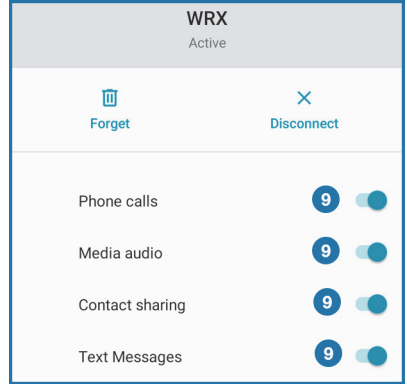 WRX
Active
Forget Disconnect
Phone calls 9
Media audio 9
Contact sharing 9
Text Messages 9